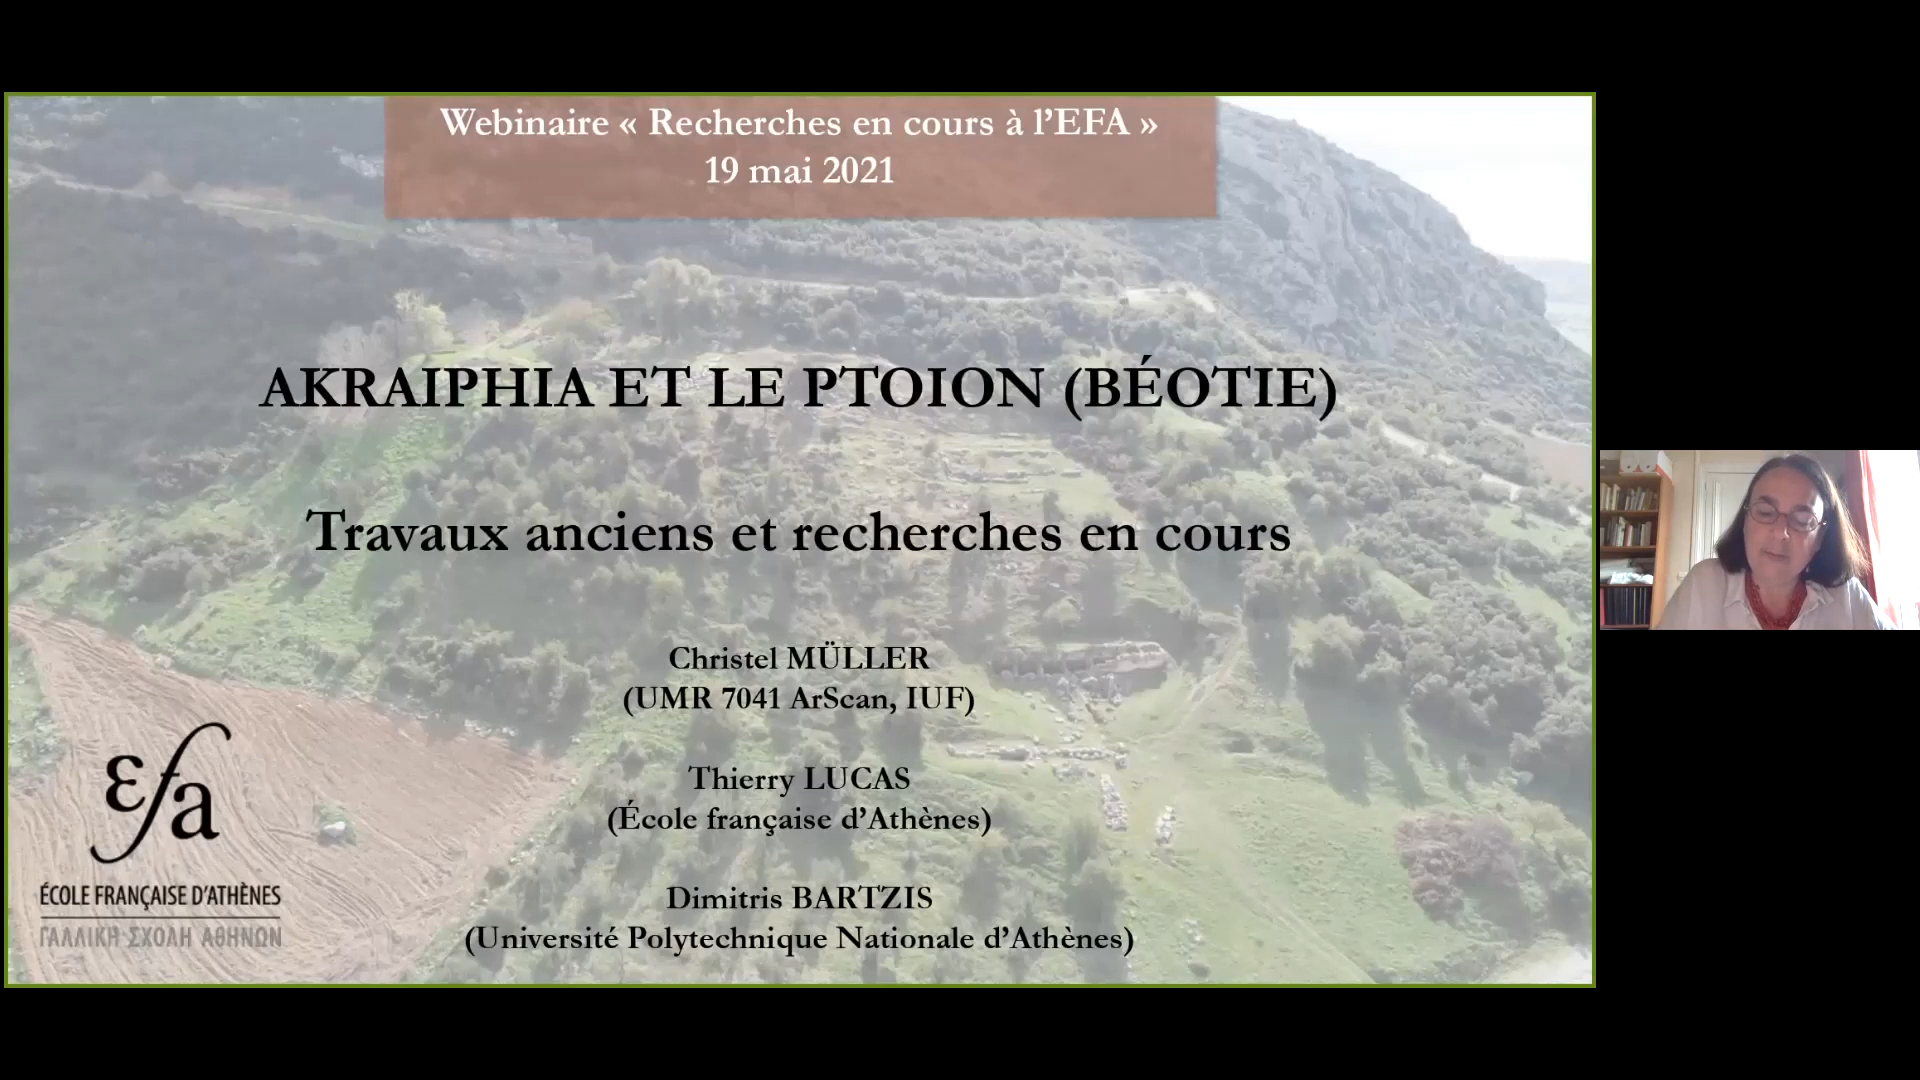 Webinaire « Recherches en cours à l’EFA »
19 mai 2021
AKRAIPHIA ET LE PTOION (BÉOTIE)
Travaux anciens et recherches en cours
Christel MÜLLER
(UMR 7041 ArScan, IUF)
Thierry LUCAS
(École française d’Athènes)
Dimitris BARTZIS
(Université Polytechnique Nationale d’Athènes)
εfa
ÉCOLE FRANÇAISE D’ATHÈNES
ΓΑΛΛΙΚΗ ΣΧΟΛΗ ΑΘΗΝΩΝ